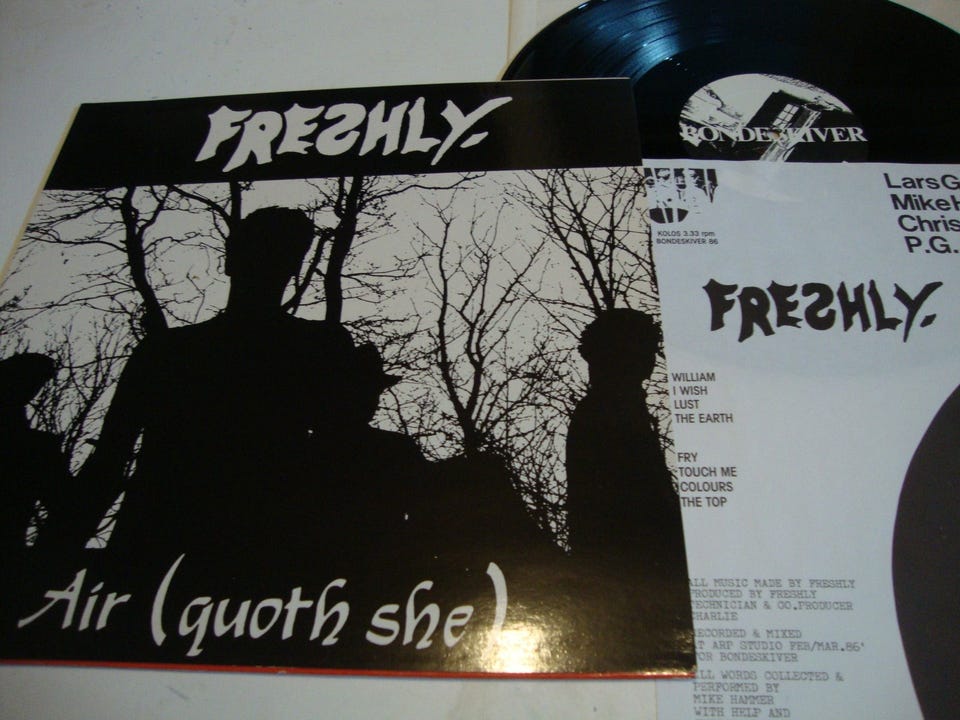 FRESHLY.
Air (quoth she)
BONDESKIVER
KOLOS 3.33 rpm
BONDESKIVER 86
Lars G
Mike H
Chris
P.G.
FRESHLY.
WILLIAM
I WISH
LUST
THE EARTH
FRY
TOUCH ME
COLOURS
THE TOP
ALL MUSIC MADE BY FRESHLY
PRODUCED BY FRESHLY
TECHNICIAN & CO.PRODUCER
CHARLIE
RECORDED & MIXED
AT ARP STUDIO FEB/MAR.86'
FOR BONDESKIVER
ALL WORDS COLLECTED &
PERFORMED BY
MIKE HAMMER
WITH HELP AND